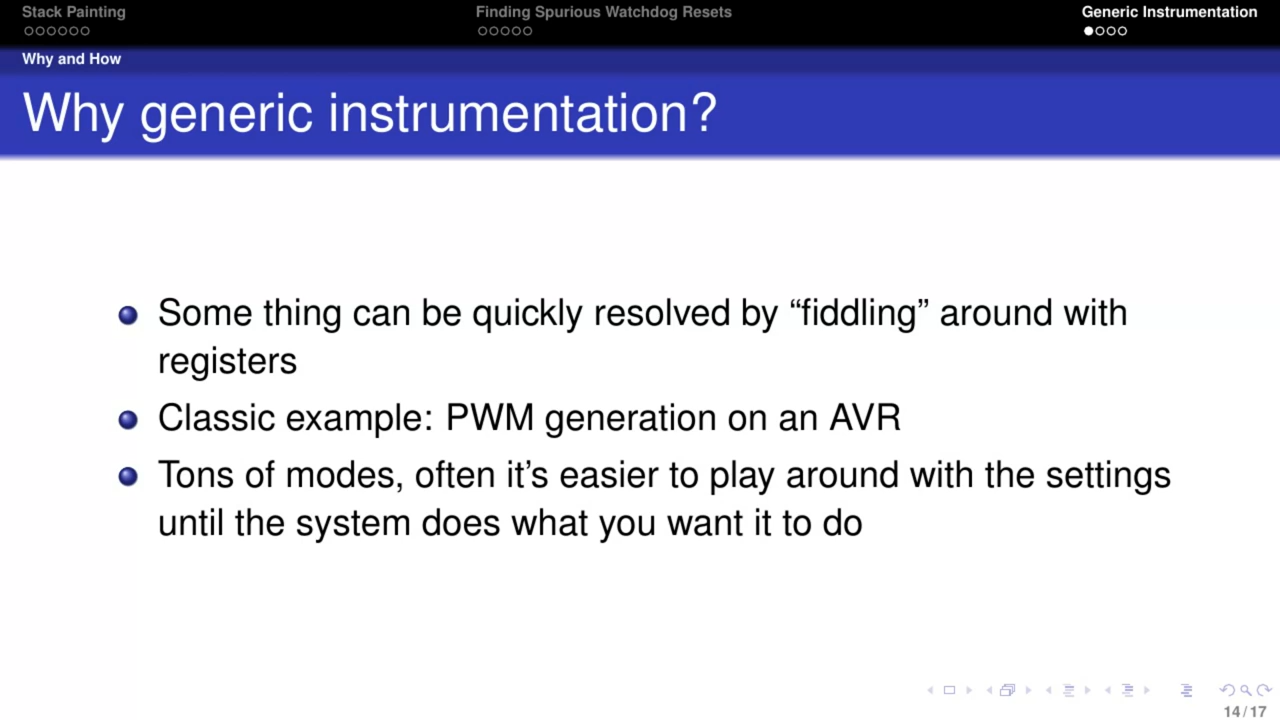 Stack Painting
Finding Spurious Watchdog Resets
Generic Instrumentation
Why and How
Why generic instrumentation?
Some thing can be quickly resolved by “fiddling” around with
registers
Classic example: PWM generation on an AVR
Tons of modes, often it’s easier to play around with the settings
until the system does what you want it to do
14/17